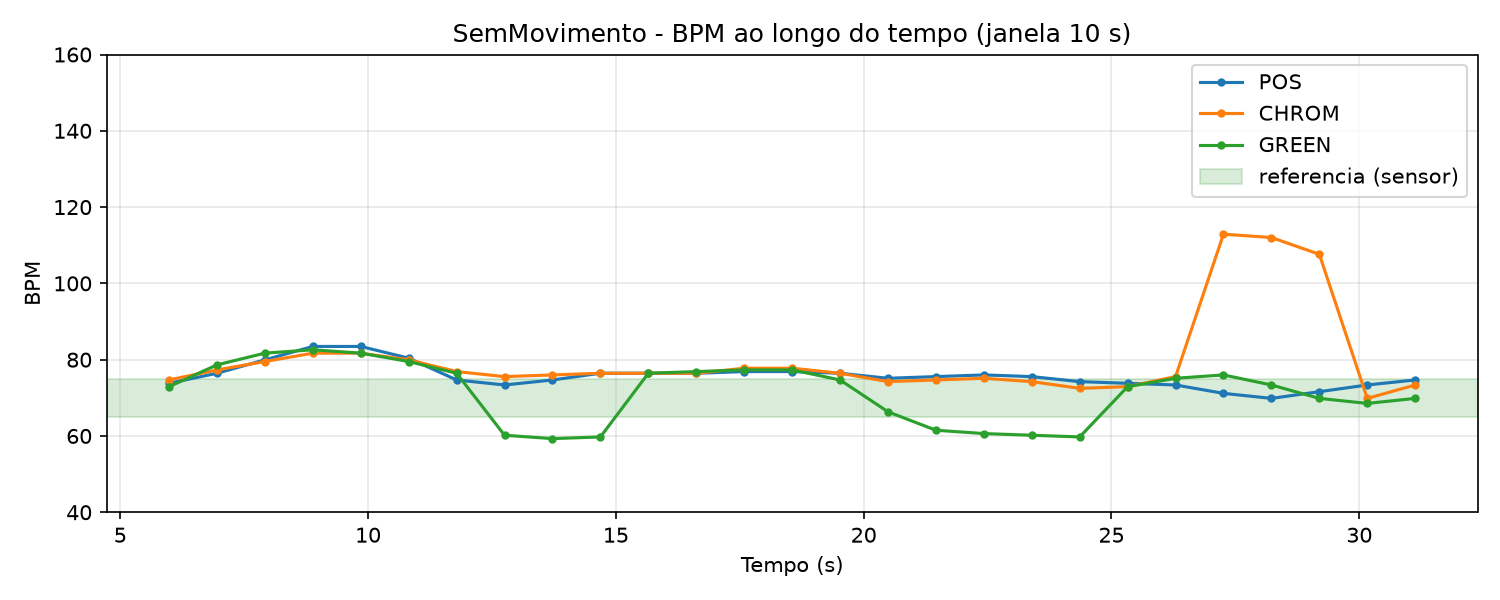 SemMovimento - BPM ao longo do tempo (janela 10 s)
160
140
120
100
80
60
40
BPM
POS
CHROM
GREEN
referencia (sensor)
5
10
15
20
25
30
Tempo (s)